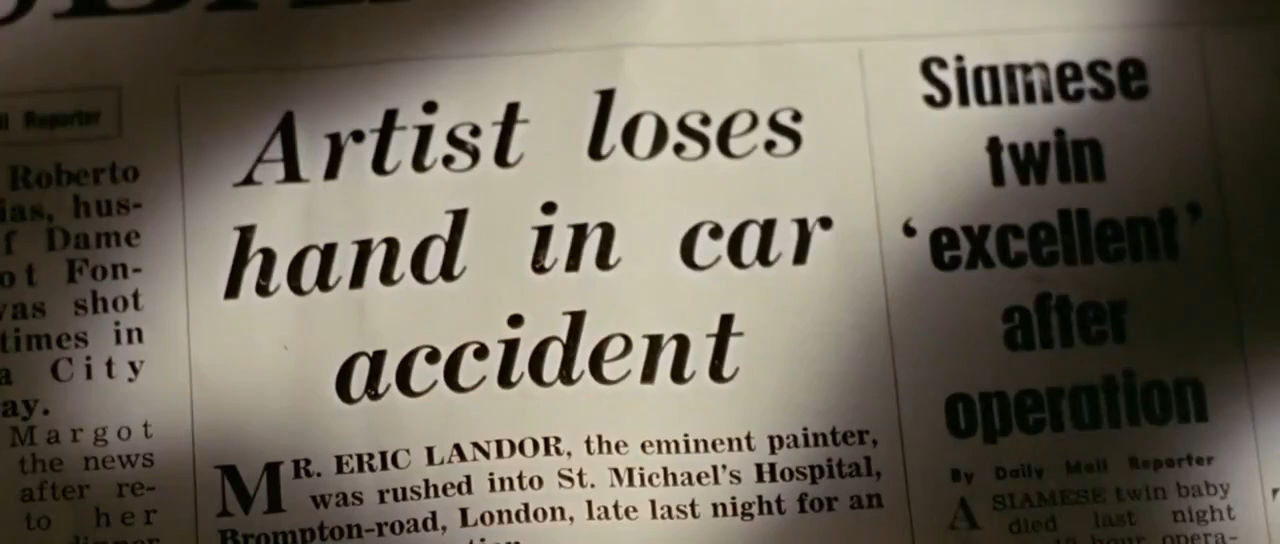 Reporter
Roberto
ias, hus-
f Dame
ot Fon-
was shot
times in
a City
ay.
Margot
the news
after re-
to her
Artist loses
hand in car
accident
MR. ERIC LANDOR, the eminent painter,
was rushed into St. Michael's Hospital,
Brompton-road, London, late last night for an
Siamese
twin
‘excellent’
after
operation
By Daily Mail Reporter
A SIAMESE twin baby
died last night
hour opera-